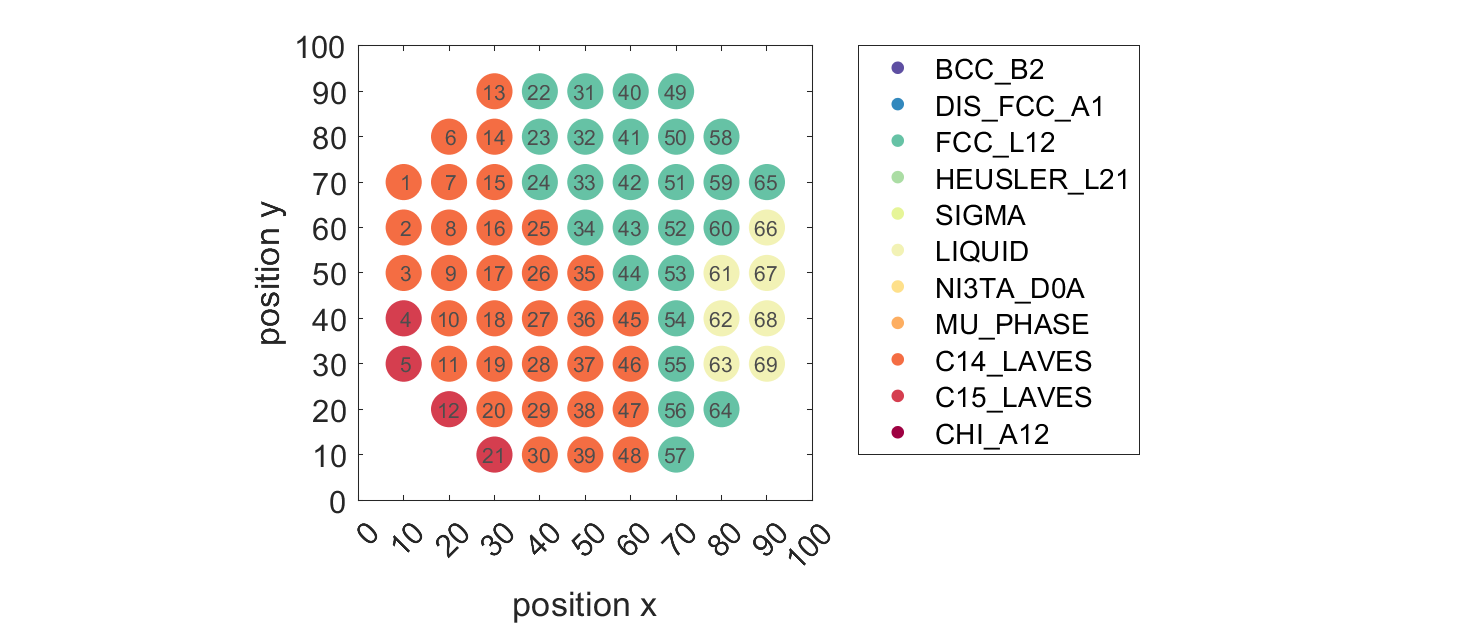 100
90
80
70
60
50
40
30
20
10
0
position y
13 22 31 40 49
6 14 23 32 41 50 58
1 7 15 24 33 42 51 59 65
2 8 16 25 34 43 52 60 66
3 9 17 26 35 44 53 61 67
4 10 18 27 36 45 54 62 68
5 11 19 28 37 46 55 63 69
12 20 29 38 47 56 64
21 30 39 48 57
0 10 20 30 40 50 60 70 80 90 100
position x
BCC_B2
DIS_FCC_A1
FCC_L12
HEUSLER_L21
SIGMA
LIQUID
NI3TA_D0A
MU_PHASE
C14_LAVES
C15_LAVES
CHI_A12